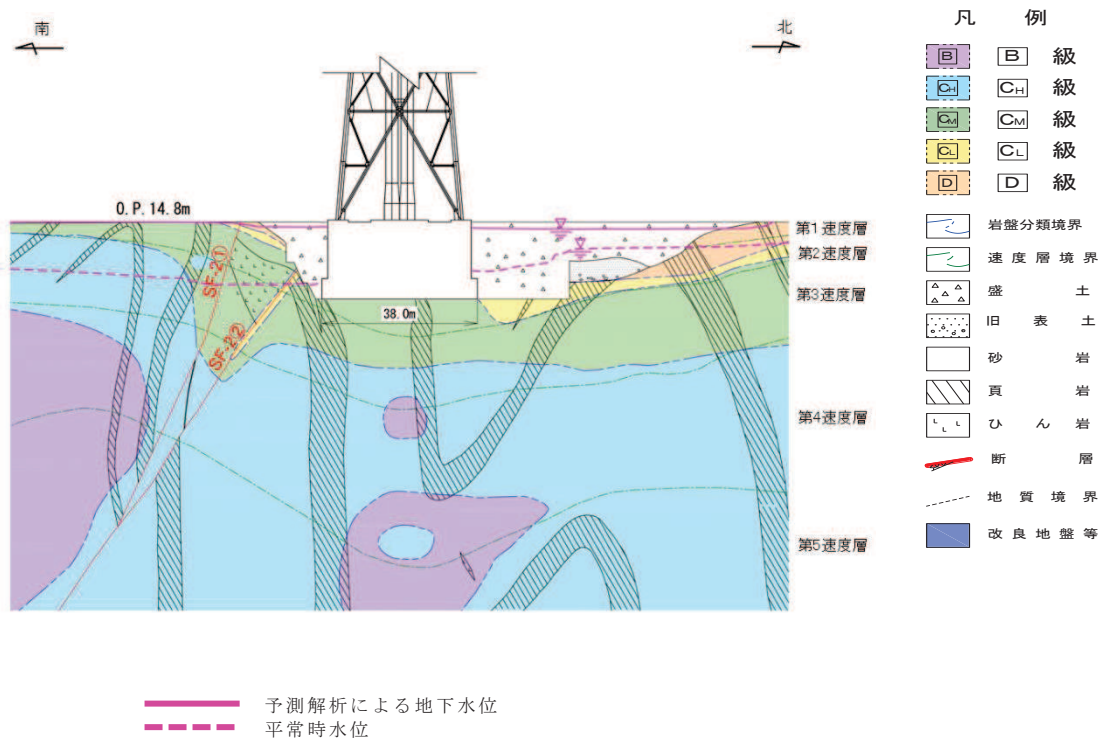 南
北
O.P.14.8m
SF-2①
SF-2②
38.0m
第1速度層
第2速度層
第3速度層
第4速度層
第5速度層
凡 例
B B 級
CH CH 級
CM CM 級
CL CL 級
D D 級
岩盤分類境界
速度層境界
盛土
旧表土
砂岩
頁岩
ひん岩
断層
地質境界
改良地盤等
予測解析による地下水位
平常時水位